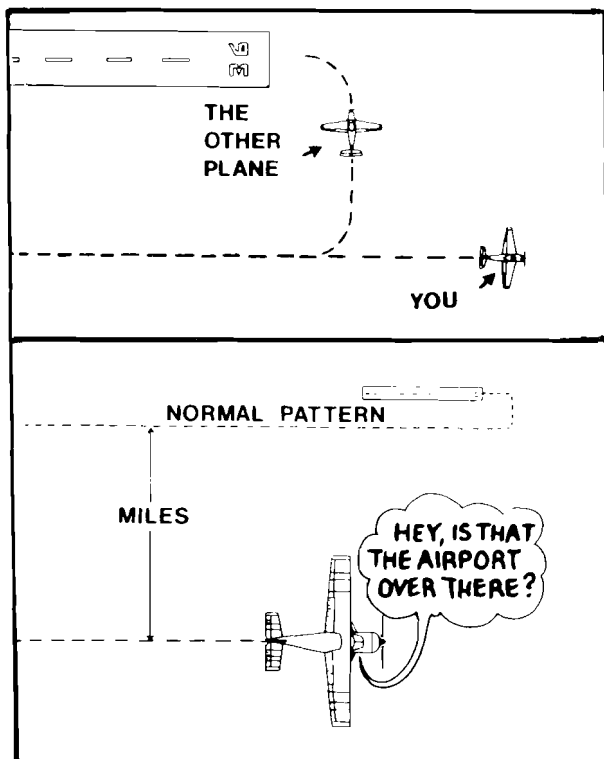 THE
OTHER
PLANE
YOU
NORMAL PATTERN
MILES
HEY, IS THAT
THE AIRPORT
OVER THERE?